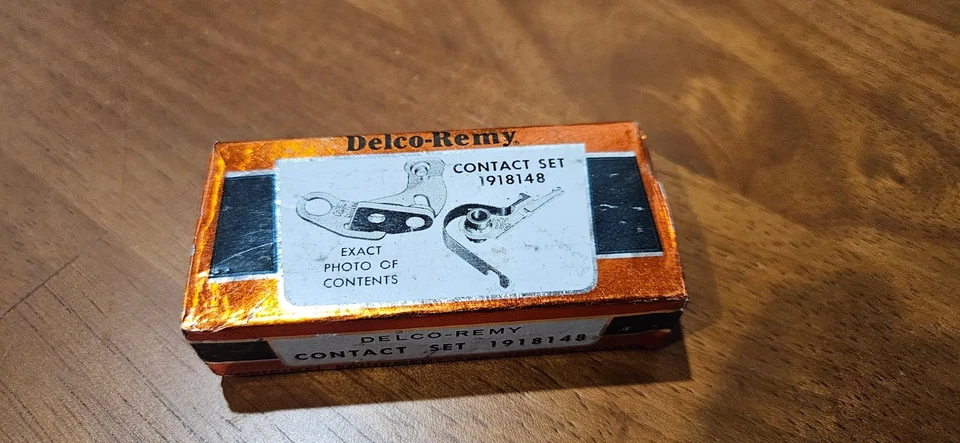 Delco-Remy
CONTACT SET
1918148
EXACT
PHOTO OF
CONTENTS
DELCO-REMY
CONTACT SET 1918148